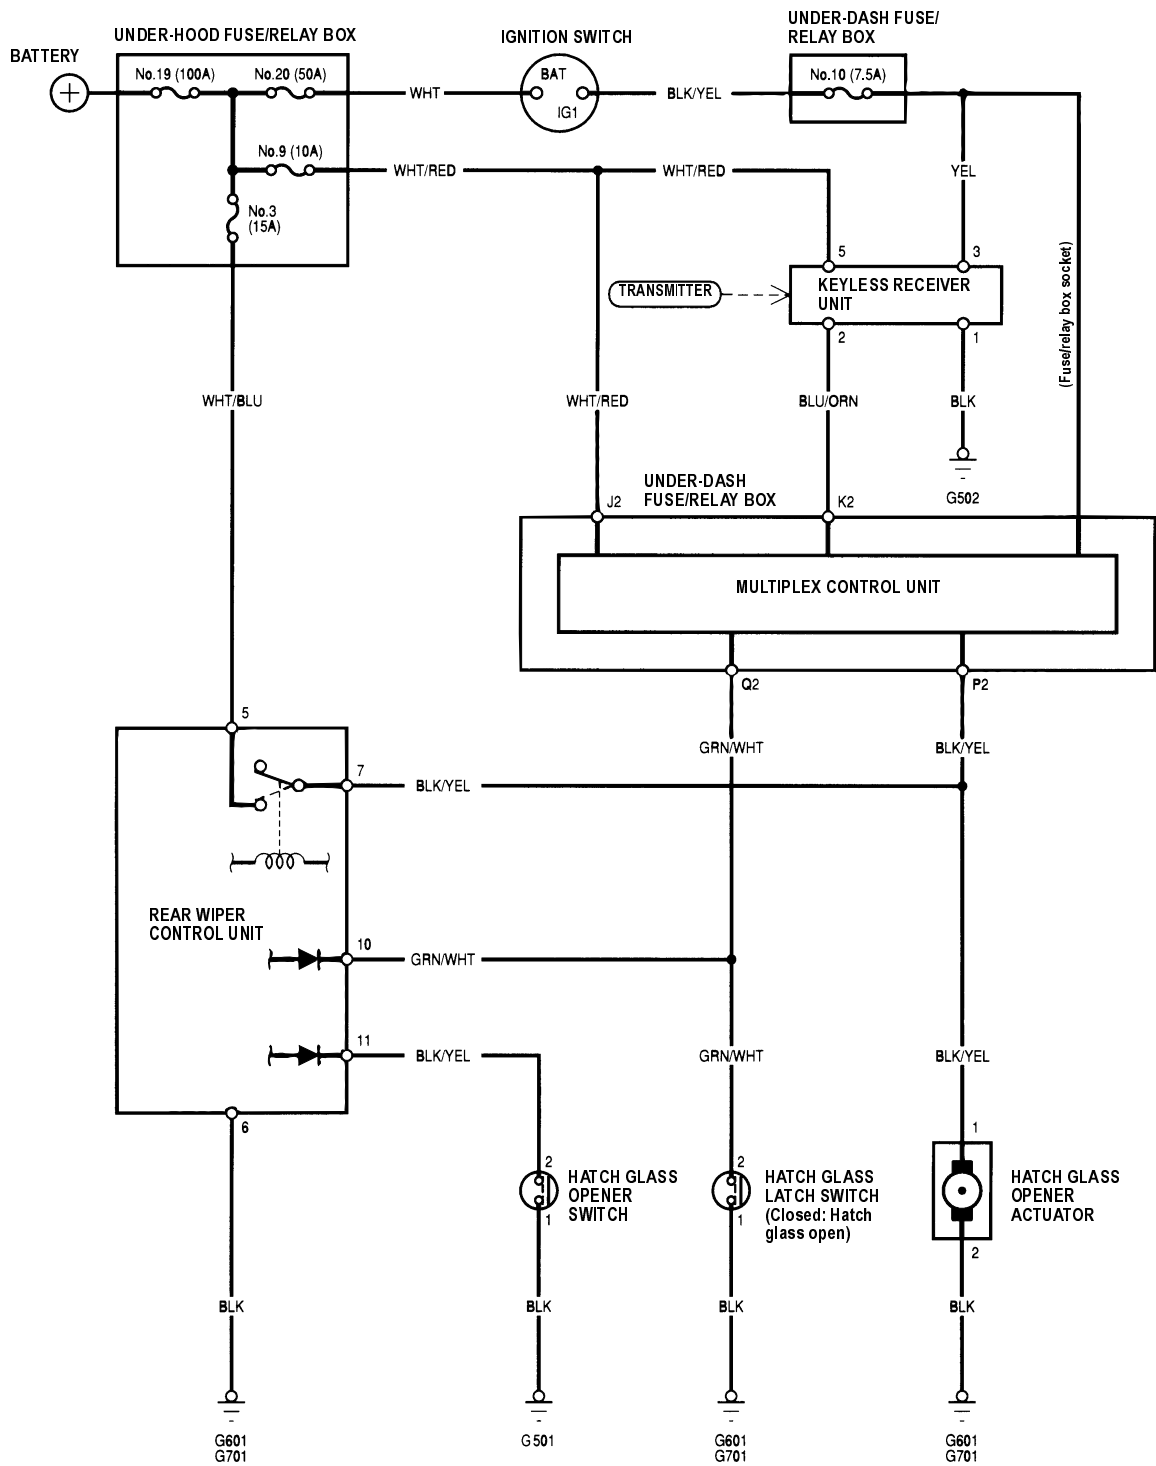 UNDER-DASH FUSE/
RELAY BOX
UNDER-HOOD FUSE/RELAY BOX
IGNITION SWITCH
BATTERY
No.19 (100A)
No.20 (50A)
BAT
No.10 (7.5A)
WHT
BLK/YEL
IG1
No.9 (10A)
WHT/RED
WHT/RED
YEL
No.3
(15A)
5
3
TRANSMITTER
KEYLESS RECEIVER
UNIT
(Fuse/relay box socket)
2
1
WHT/BLU
WHT/RED
BLU/ORN
BLK
UNDER-DASH
FUSE/RELAY BOX
J2
K2
G502
MULTIPLEX CONTROL UNIT
Q2
P2
5
GRN/WHT
BLK/YEL
7
BLK/YEL
REAR WIPER
CONTROL UNIT
10
GRN/WHT
11
BLK/YEL
GRN/WHT
BLK/YEL
6
1
2
HATCH GLASS
OPENER
SWITCH
1
2
HATCH GLASS
LATCH SWITCH
(Closed: Hatch
glass open)
1
HATCH GLASS
OPENER
ACTUATOR
2
BLK
BLK
BLK
BLK
G601
G701
G501
G601
G701
G601
G701